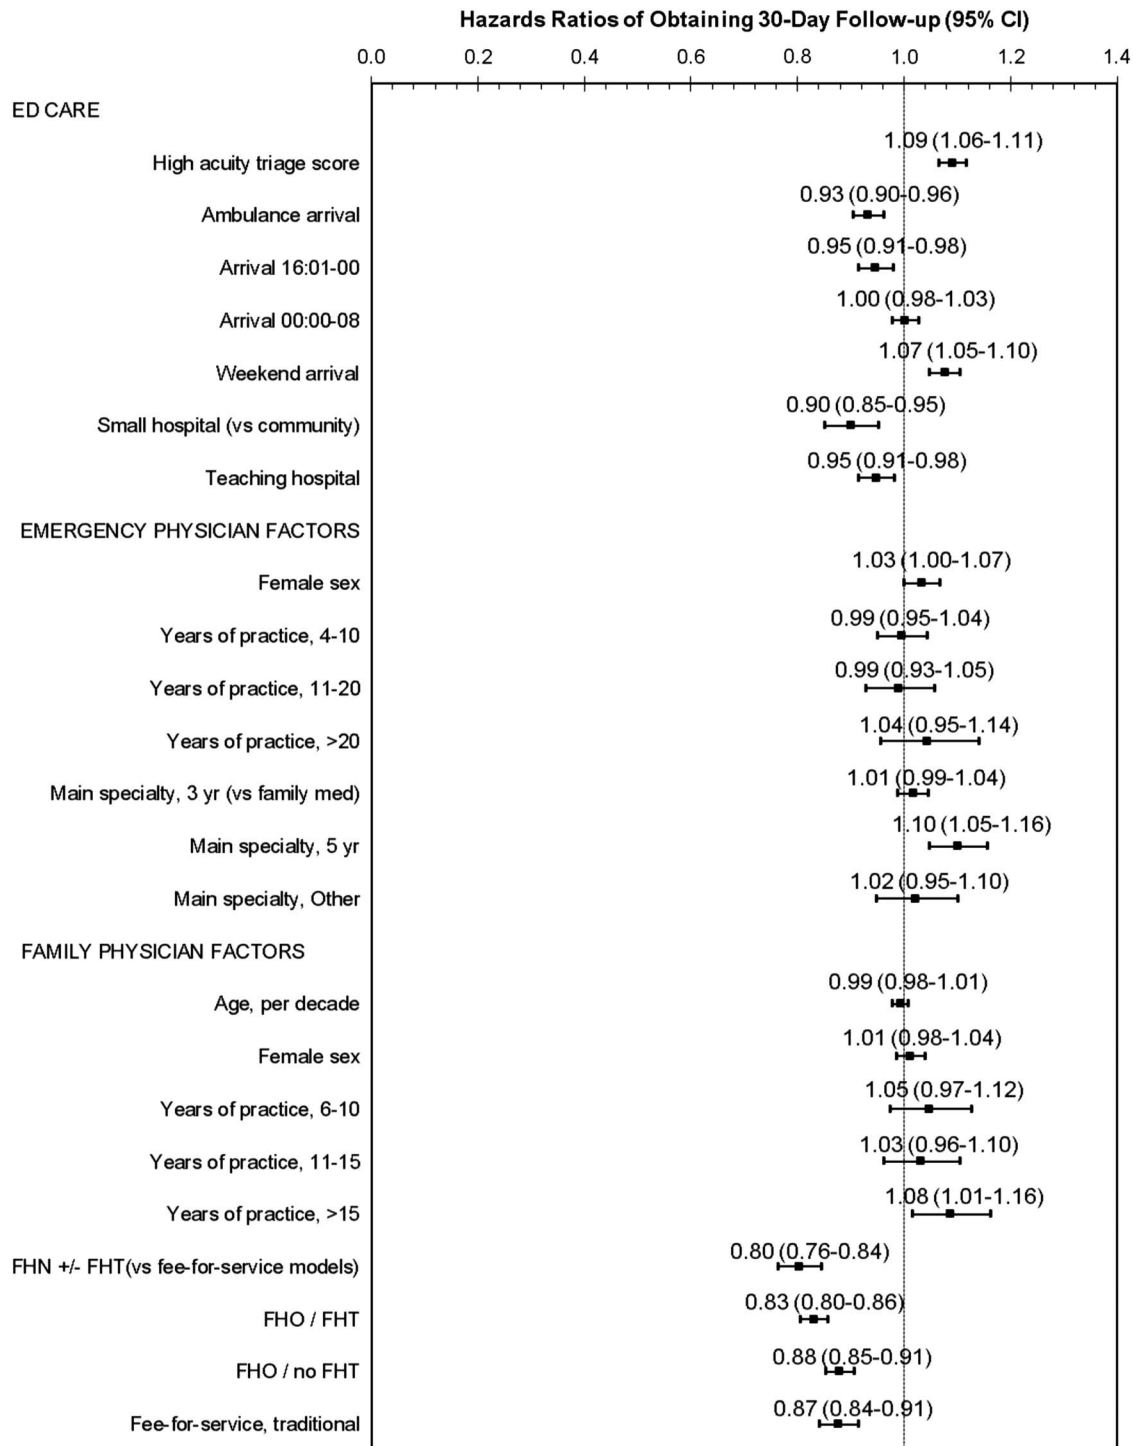 Hazards Ratios of Obtaining 30-Day Follow-up (95% CI)
0.0 0.2 0.4 0.6 0.8 1.0 1.2 1.4
ED CARE
High acuity triage score 1.09 (1.06-1.11)
Ambulance arrival 0.93 (0.90-0.96)
Arrival 16:01-00 0.95 (0.91-0.98)
Arrival 00:00-08 1.00 (0.98-1.03)
Weekend arrival 1.07 (1.05-1.10)
Small hospital (vs community) 0.90 (0.85-0.95)
Teaching hospital 0.95 (0.91-0.98)
EMERGENCY PHYSICIAN FACTORS
Female sex 1.03 (1.00-1.07)
Years of practice, 4-10 0.99 (0.95-1.04)
Years of practice, 11-20 0.99 (0.93-1.05)
Years of practice, >20 1.04 (0.95-1.14)
Main specialty, 3 yr (vs family med) 1.01 (0.99-1.04)
Main specialty, 5 yr 1.10 (1.05-1.16)
Main specialty, Other 1.02 (0.95-1.10)
FAMILY PHYSICIAN FACTORS
Age, per decade 0.99 (0.98-1.01)
Female sex 1.01 (0.98-1.04)
Years of practice, 6-10 1.05 (0.97-1.12)
Years of practice, 11-15 1.03 (0.96-1.10)
Years of practice, >15 1.08 (1.01-1.16)
FHN +/- FHT(vs fee-for-service models) 0.80 (0.76-0.84)
FHO / FHT 0.83 (0.80-0.86)
FHO / no FHT 0.88 (0.85-0.91)
Fee-for-service, traditional 0.87 (0.84-0.91)